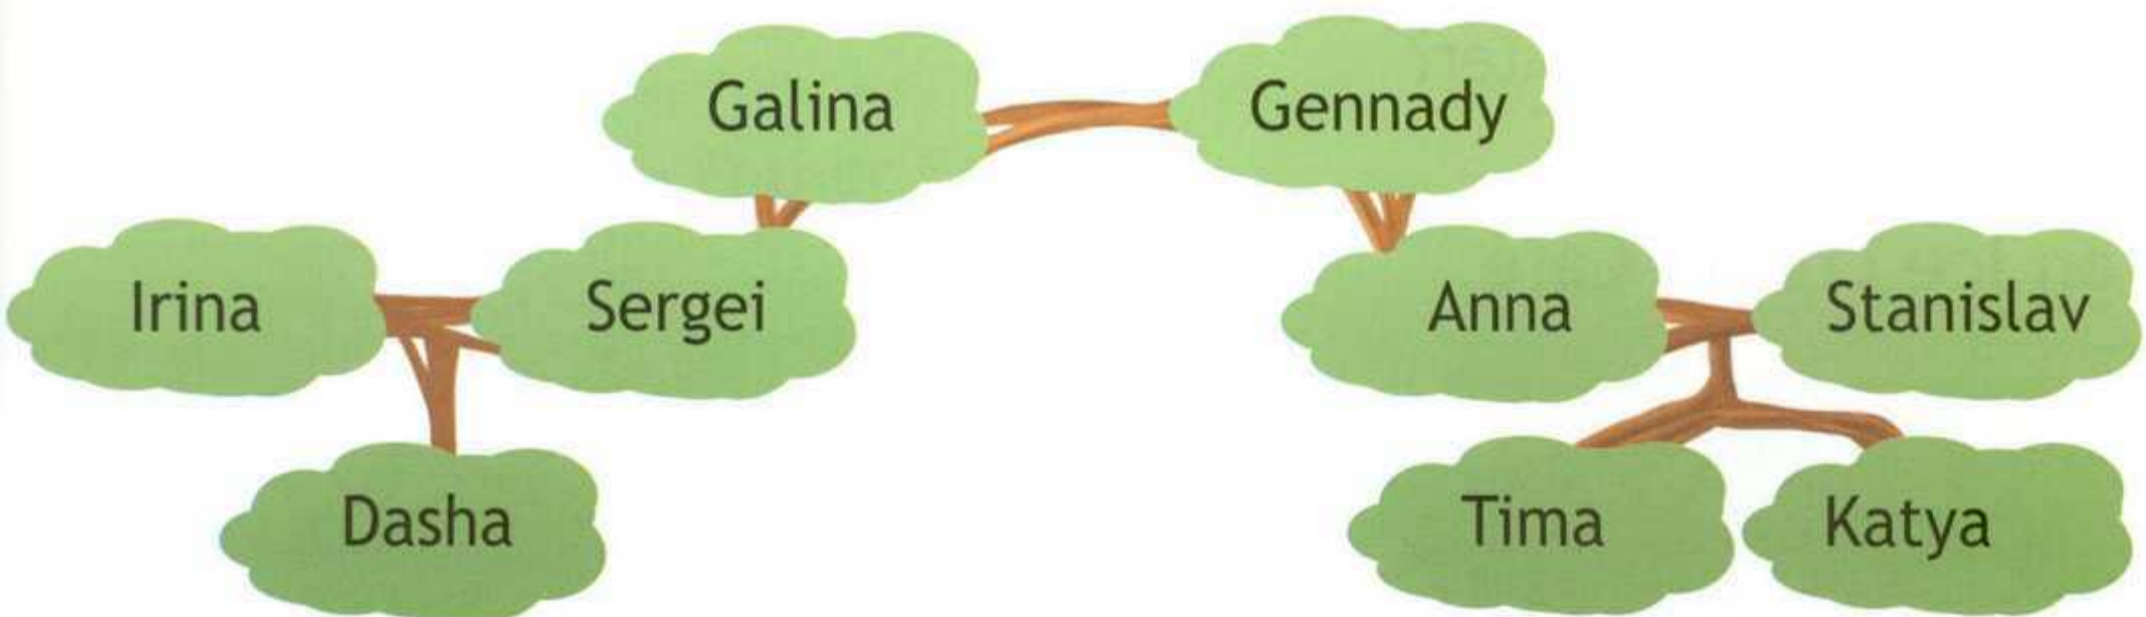 Galina
Gennady
Irina
Sergei
Anna
Stanislav
Dasha
Tima
Katya